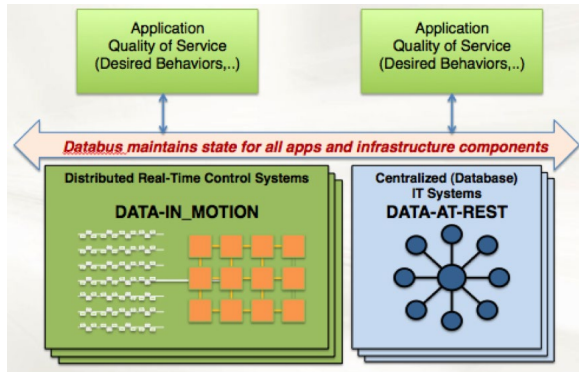 Application
Quality of Service
(Desired Behaviors,..)
Application
Quality of Service
(Desired Behaviors,..)
Databus maintains state for all apps and infrastructure components
Distributed Real-Time Control Systems
DATA-IN_MOTION
Centralized (Database)
IT Systems
DATA-AT-REST